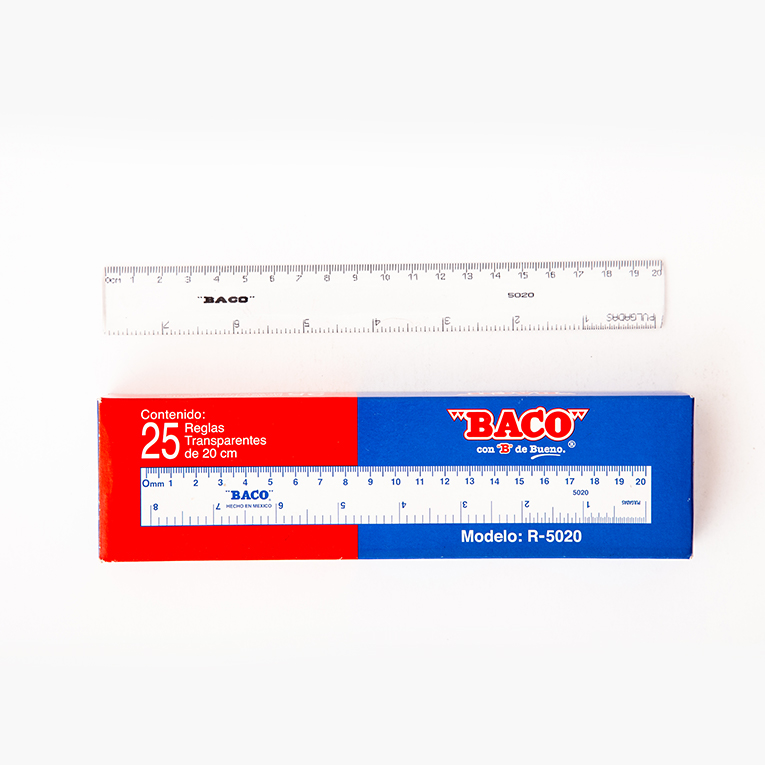 0cm 1 2 3 4 5 6 7 8 9 10 11 12 13 14 15 16 17 18 19 20
"BACO" 5020
7 6 5 4 3 2 1 PULGADAS
Contenido:
25 Reglas
Transparentes
de 20 cm
"BACO"
con "B" de Bueno.®
0mm 1 2 3 4 5 6 7 8 9 10 11 12 13 14 15 16 17 18 19 20
"BACO" 5020
HECHO EN MEXICO
8 7 6 5 4 3 2 1 PULGADAS
Modelo: R-5020